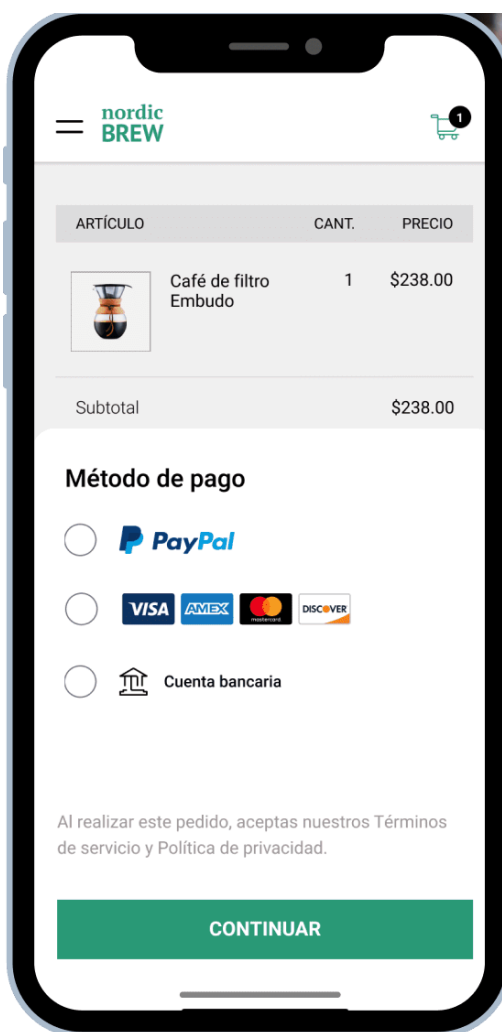 nordic
BREW
1
ARTÍCULO CANT. PRECIO
Café de filtro 1 $238.00
Embudo
Subtotal $238.00
Método de pago
PayPal
VISA AMEX mastercard DISCOVER
Cuenta bancaria
Al realizar este pedido, aceptas nuestros Términos
de servicio y Política de privacidad.
CONTINUAR